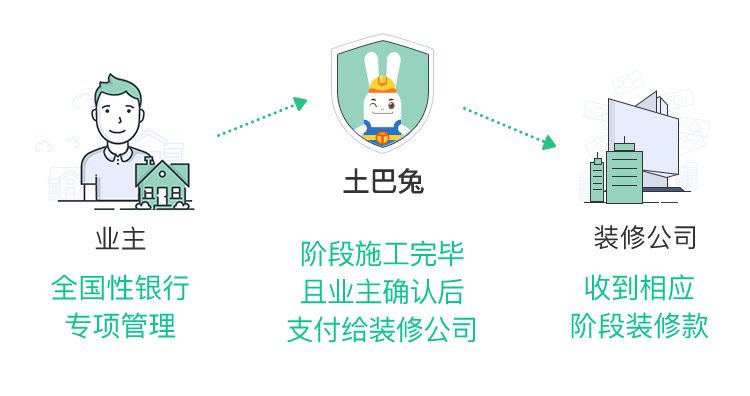 土巴兔
业主
装修公司
全国性银行
专项管理
阶段施工完毕
且业主确认后
支付给装修公司
收到相应
阶段装修款